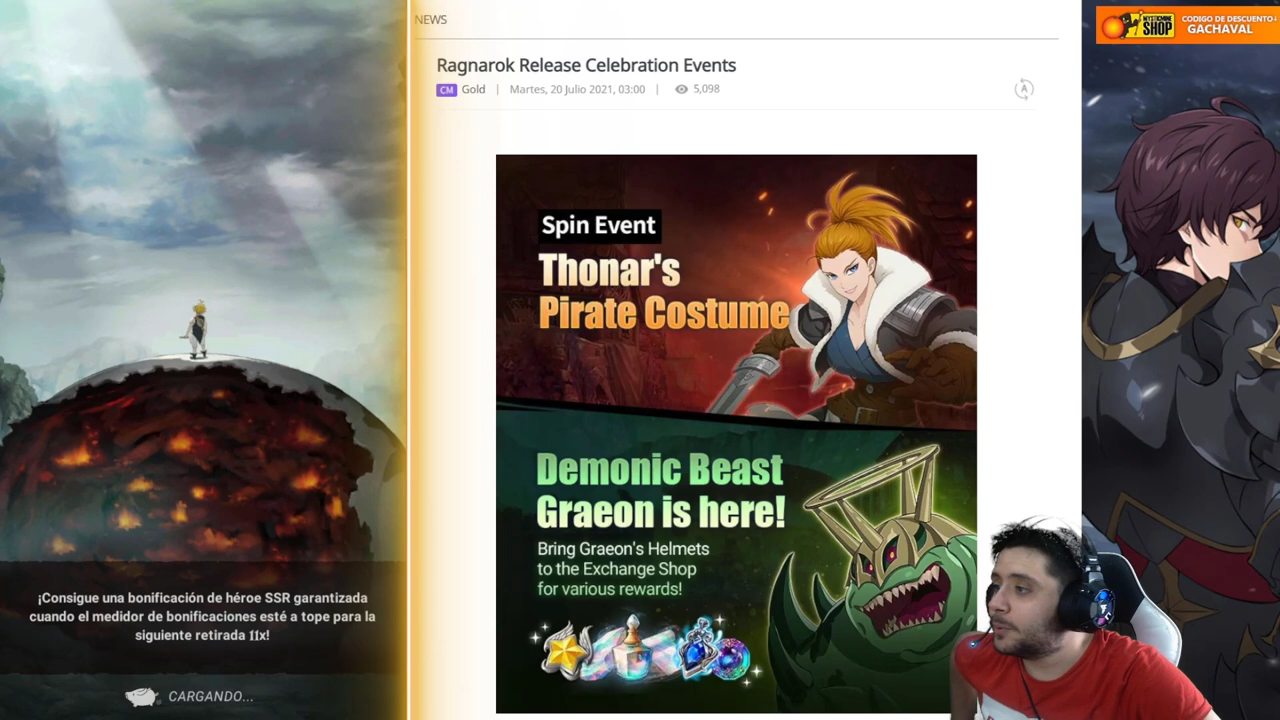 NEWS
Ragnarok Release Celebration Events
CM Gold | Martes, 20 Julio 2021, 03:00 | 5,098
A
Spin Event
Thonar's
Pirate Costume
Demonic Beast
Graeon is here!
Bring Graeon's Helmets
to the Exchange Shop
for various rewards!
¡Consigue una bonificación de héroe SSR garantizada
cuando el medidor de bonificaciones esté a tope para la
siguiente retirada 11x!
CARGANDO...
SHOP
CODIGO DE DESCUENTO
GACHAVAL